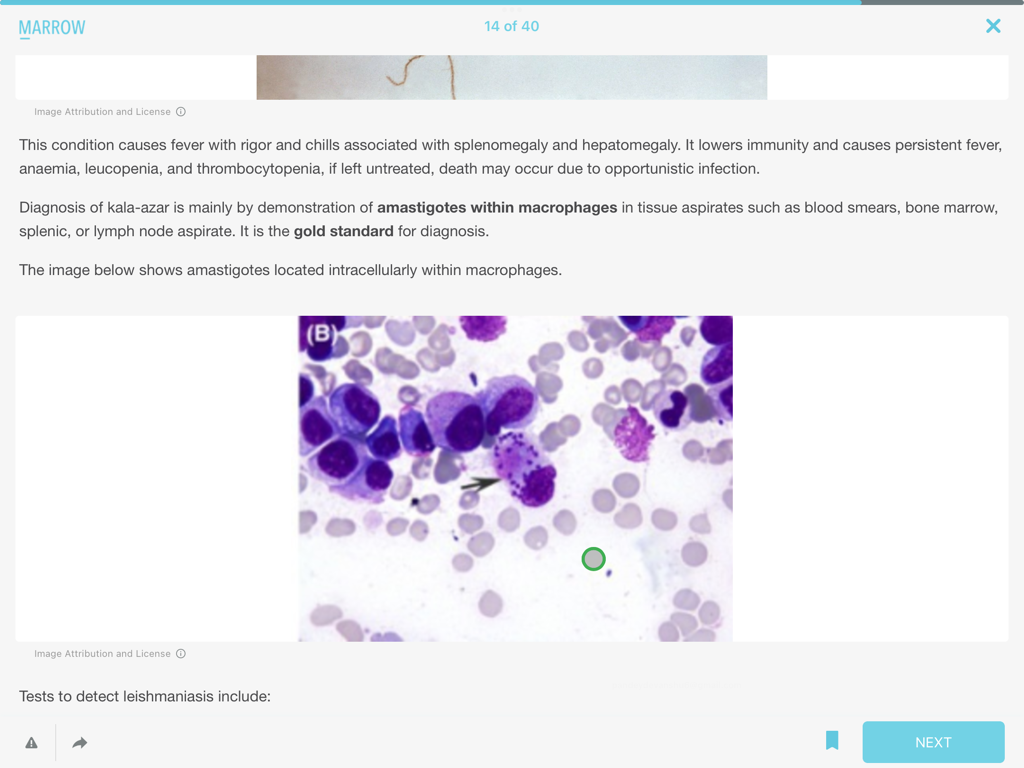 MARROW
14 of 40
Image Attribution and License
This condition causes fever with rigor and chills associated with splenomegaly and hepatomegaly. It lowers immunity and causes persistent fever,
anaemia, leucopenia, and thrombocytopenia, if left untreated, death may occur due to opportunistic infection.
Diagnosis of kala-azar is mainly by demonstration of amastigotes within macrophages in tissue aspirates such as blood smears, bone marrow,
splenic, or lymph node aspirate. It is the gold standard for diagnosis.
The image below shows amastigotes located intracellularly within macrophages.
(B)
Image Attribution and License
Tests to detect leishmaniasis include:
NEXT